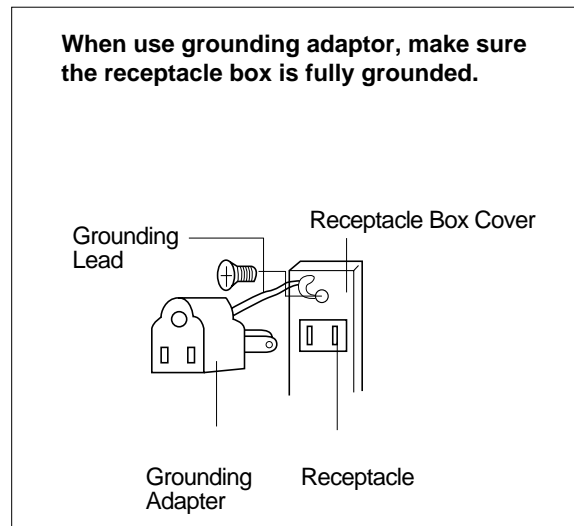 When use grounding adaptor, make sure
the receptacle box is fully grounded.
Receptacle Box Cover
Grounding
Lead
Grounding
Adapter
Receptacle